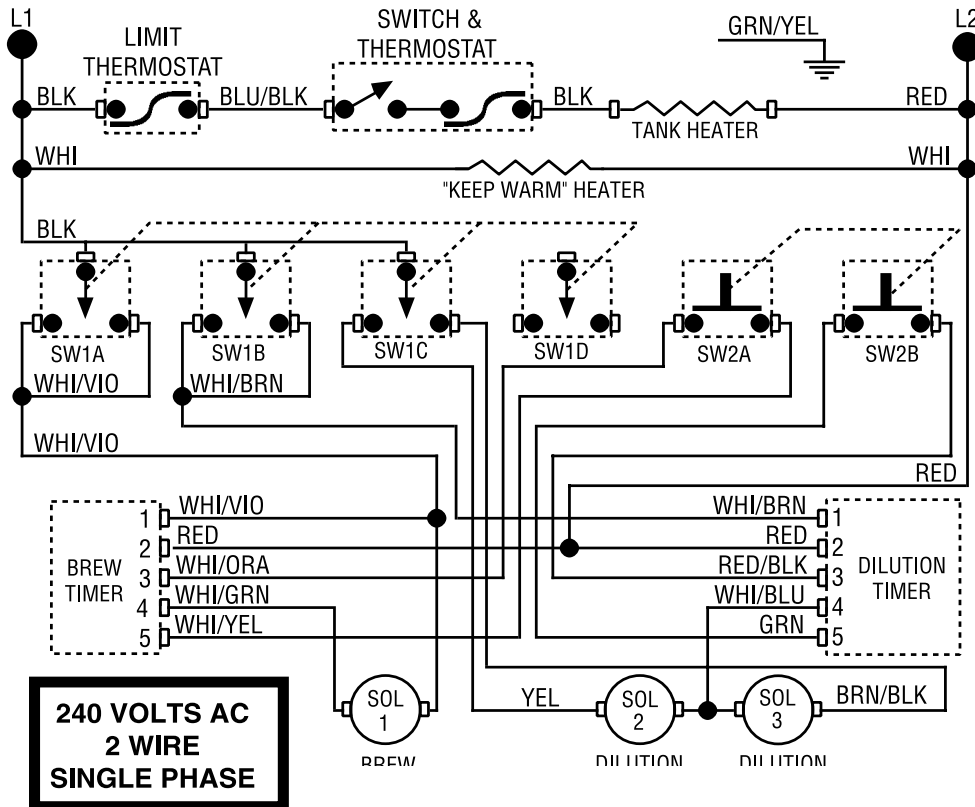 L1
L2
LIMIT
THERMOSTAT
SWITCH &
THERMOSTAT
GRN/YEL
BLK
BLU/BLK
BLK
RED
TANK HEATER
WHI
WHI
"KEEP WARM" HEATER
BLK
SW1A
SW1B
SW1C
SW1D
SW2A
SW2B
WHI/VIO
WHI/BRN
WHI/VIO
RED
BREW
TIMER
1
2
3
4
5
WHI/VIO
RED
WHI/ORA
WHI/GRN
WHI/YEL
WHI/BRN
RED
RED/BLK
WHI/BLU
GRN
1
2
3
4
5
DILUTION
TIMER
240 VOLTS AC
2 WIRE
SINGLE PHASE
SOL
1
BREW
YEL
SOL
2
DILUTION
SOL
3
DILUTION
BRN/BLK